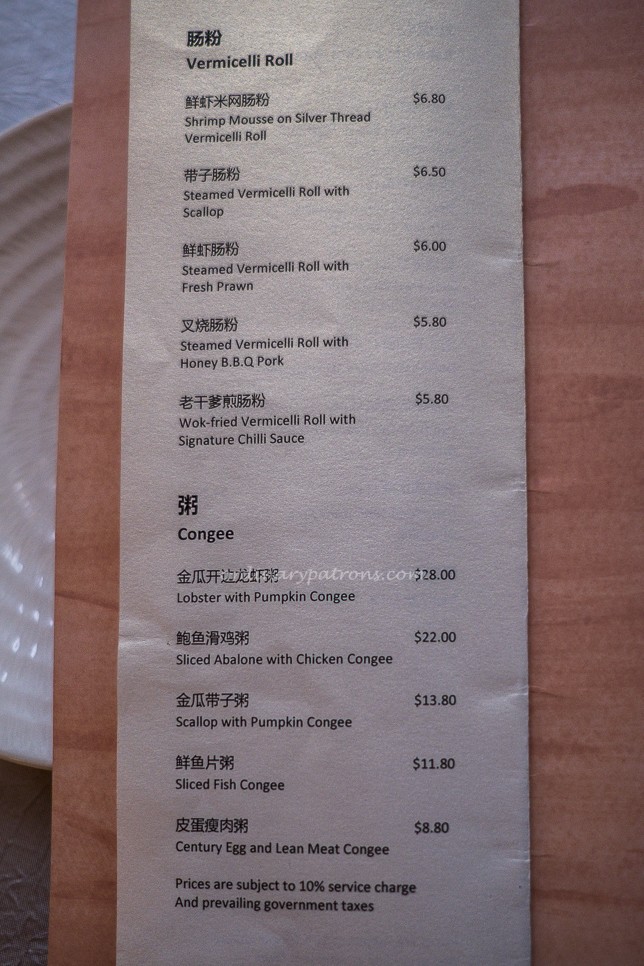 肠粉
Vermicelli Roll
鲜虾米网肠粉 $6.80
Shrimp Mousse on Silver Thread
Vermicelli Roll
带子肠粉 $6.50
Steamed Vermicelli Roll with
Scallop
鲜虾肠粉 $6.00
Steamed Vermicelli Roll with
Fresh Prawn
叉烧肠粉 $5.80
Steamed Vermicelli Roll with
Honey B.B.Q Pork
老干爹煎肠粉 $5.80
Wok-fried Vermicelli Roll with
Signature Chilli Sauce
粥
Congee
金瓜开边龙虾粥 $28.00
Lobster with Pumpkin Congee
鲍鱼滑鸡粥 $22.00
Sliced Abalone with Chicken Congee
金瓜带子粥 $13.80
Scallop with Pumpkin Congee
鲜鱼片粥 $11.80
Sliced Fish Congee
皮蛋瘦肉粥 $8.80
Century Egg and Lean Meat Congee
Prices are subject to 10% service charge
And prevailing government taxes